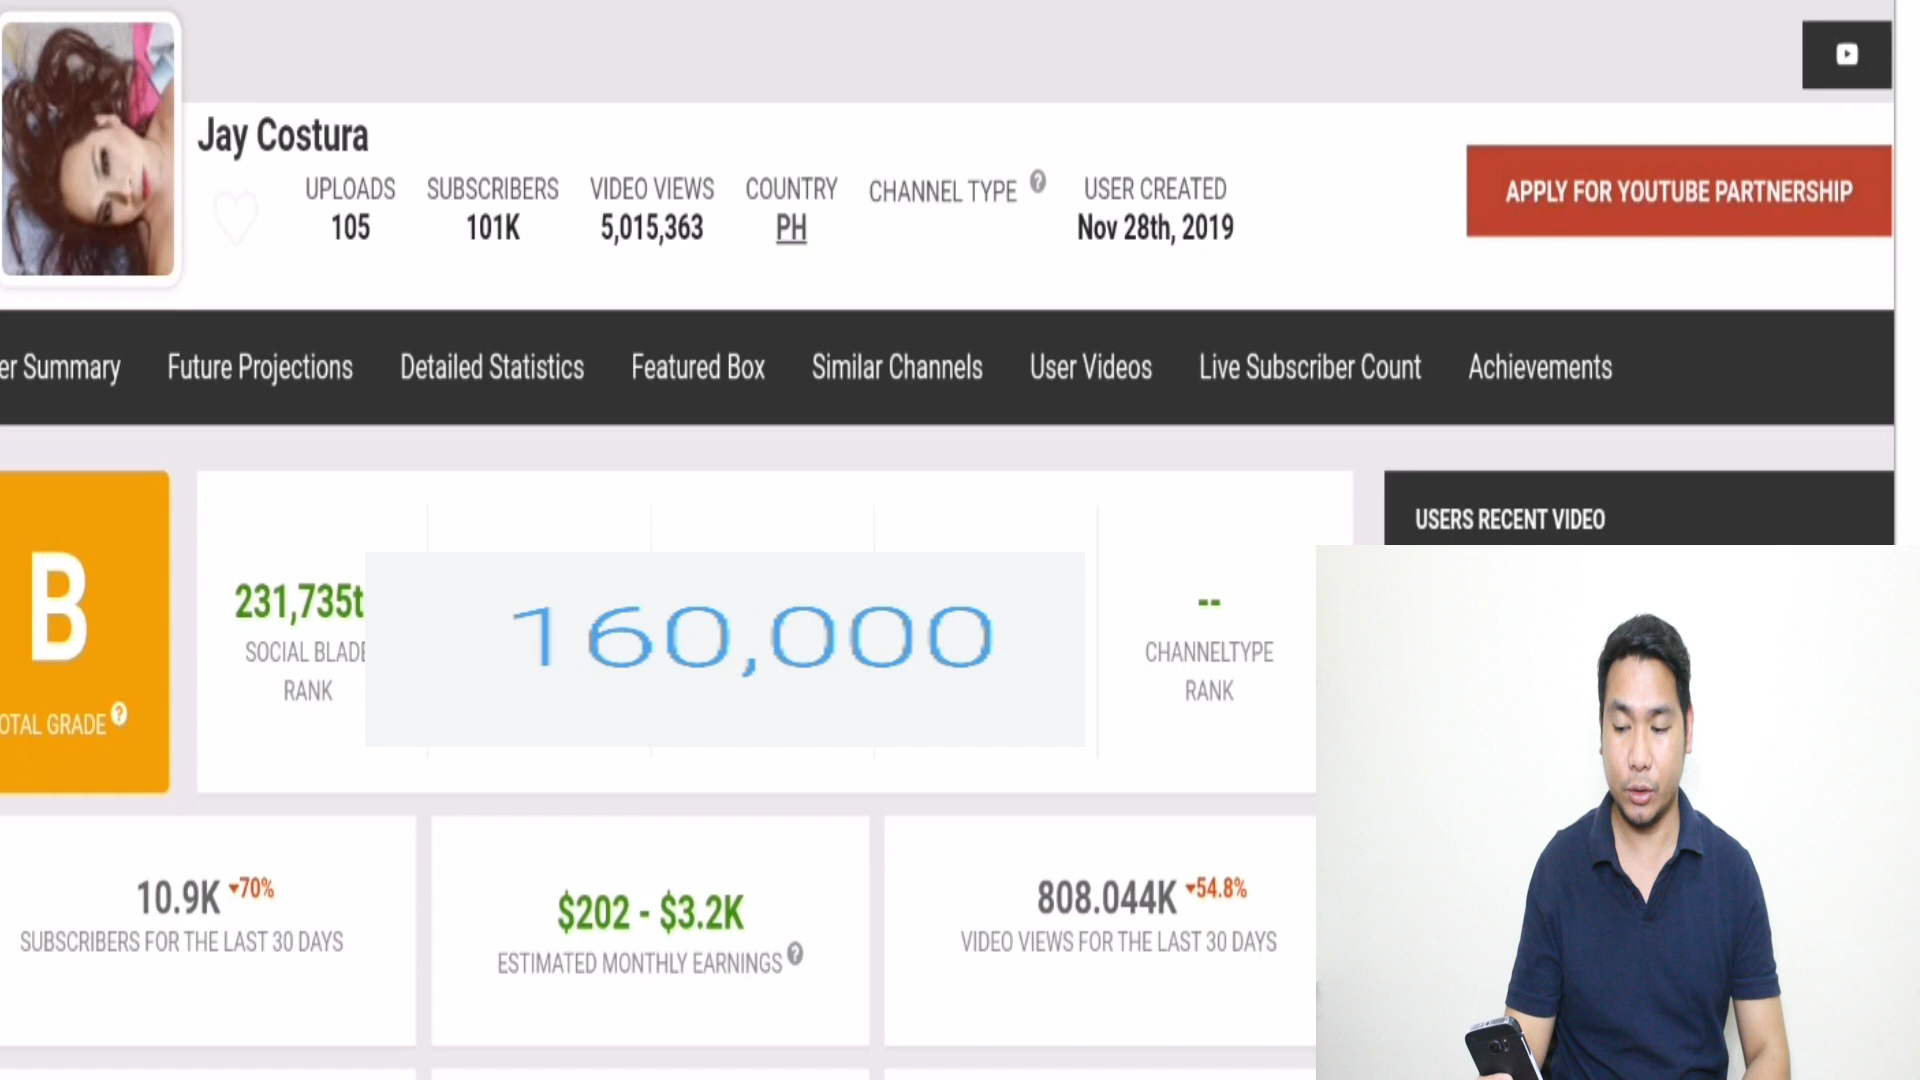 Jay Costura
UPLOADS
105
SUBSCRIBERS
101K
VIDEO VIEWS
5,015,363
COUNTRY
PH
CHANNEL TYPE ?
USER CREATED
Nov 28th, 2019
APPLY FOR YOUTUBE PARTNERSHIP
er Summary
Future Projections
Detailed Statistics
Featured Box
Similar Channels
User Videos
Live Subscriber Count
Achievements
B
OTAL GRADE ?
231,735t
SOCIAL BLADE
RANK
160,000
--
CHANNELTYPE
RANK
USERS RECENT VIDEO
10.9K 70%
SUBSCRIBERS FOR THE LAST 30 DAYS
$202 - $3.2K
ESTIMATED MONTHLY EARNINGS ?
808.044K 54.8%
VIDEO VIEWS FOR THE LAST 30 DAYS